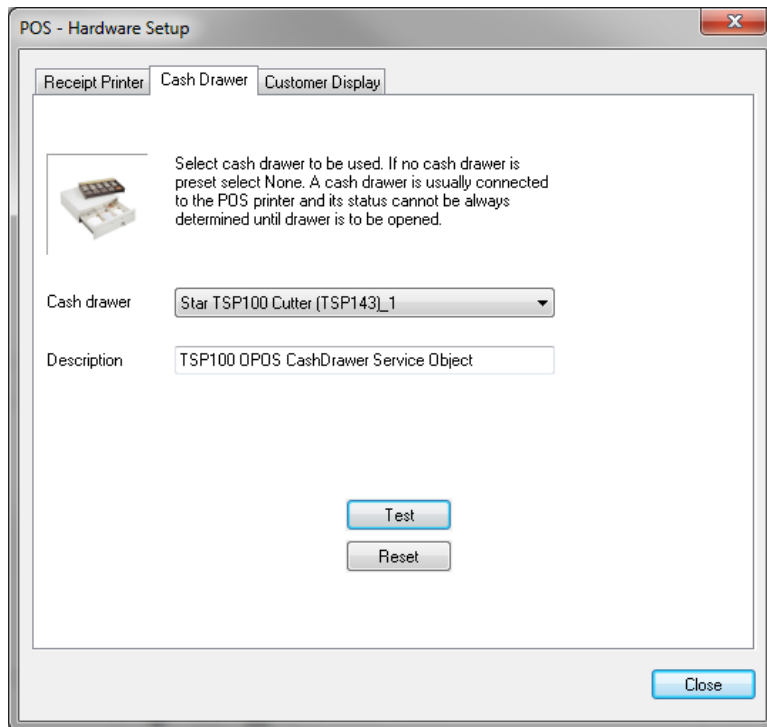 POS - Hardware Setup
Receipt Printer Cash Drawer Customer Display
Select cash drawer to be used. If no cash drawer is
preset select None. A cash drawer is usually connected
to the POS printer and its status cannot be always
determined until drawer is to be opened.
Cash drawer Star TSP100 Cutter (TSP143)_1
Description TSP100 OPOS CashDrawer Service Object
Test
Reset
Close